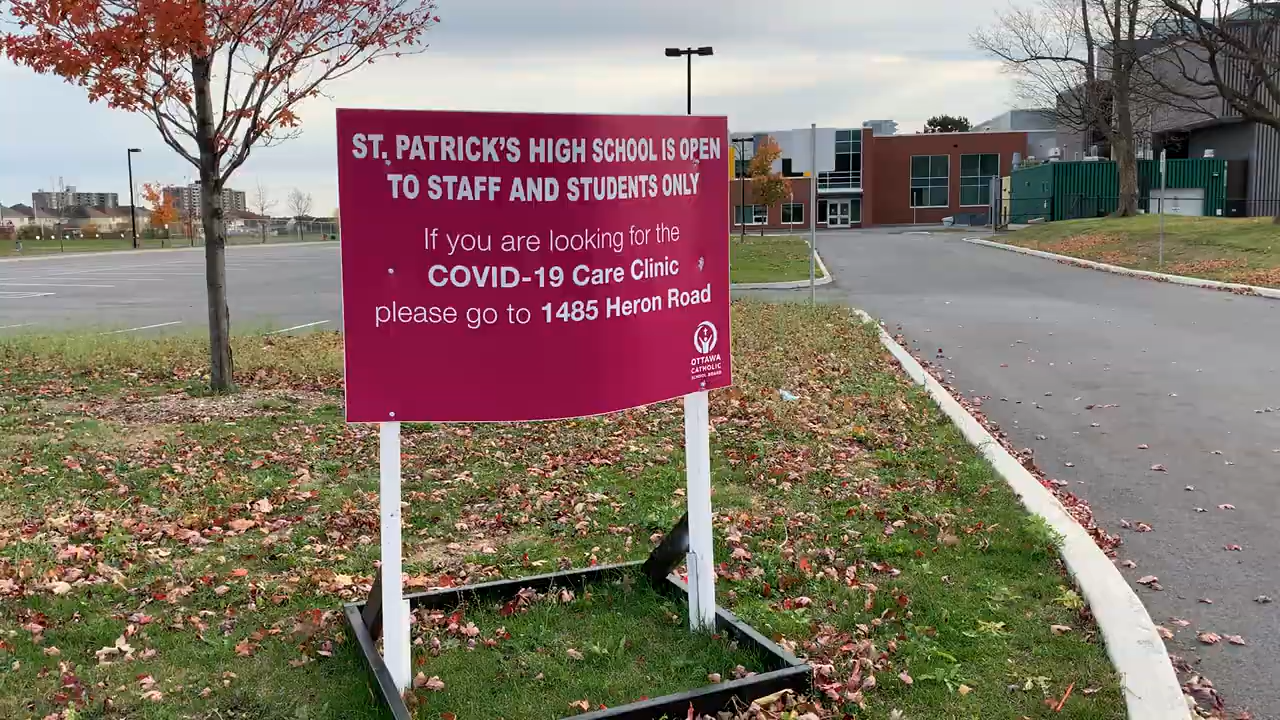 ST. PATRICK'S HIGH SCHOOL IS OPEN
TO STAFF AND STUDENTS ONLY
If you are looking for the
COVID-19 Care Clinic
please go to 1485 Heron Road
OTTAWA
CATHOLIC
SCHOOL BOARD